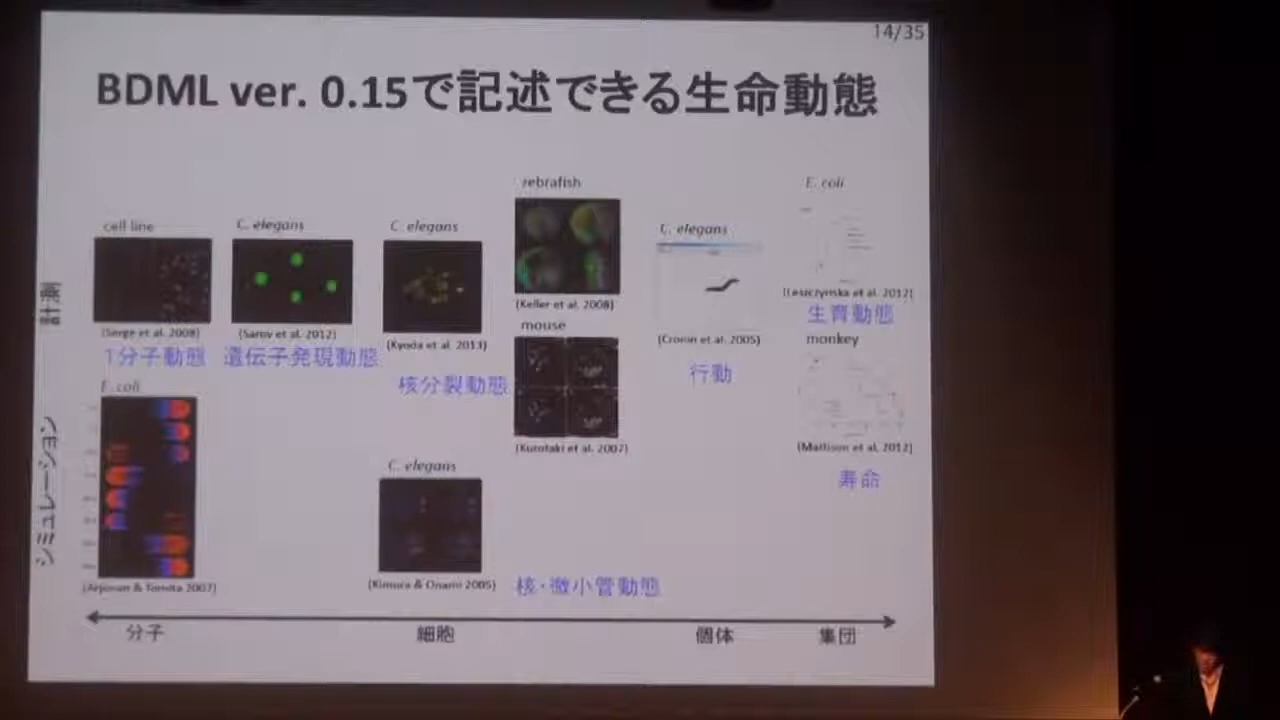 14/35
BDML ver. 0.15で記述できる生命動態
計測
シミュレーション
cell line
(Serge et al. 2008)
1分子動態
C. elegans
(Sarov et al. 2012)
遺伝子発現動態
C. elegans
(Kyoda et al. 2013)
核分裂動態
zebrafish
(Keller et al. 2008)
mouse
(Kurotaki et al. 2007)
C. elegans
(Cronin et al. 2005)
行動
E. coli
(Leszczynska et al. 2012)
生育動態
monkey
(Mattison et al. 2012)
寿命
E. coli
(Arjunan & Tomita 2007)
C. elegans
(Kimura & Onami 2005)
核・微小管動態
分子
細胞
個体
集団